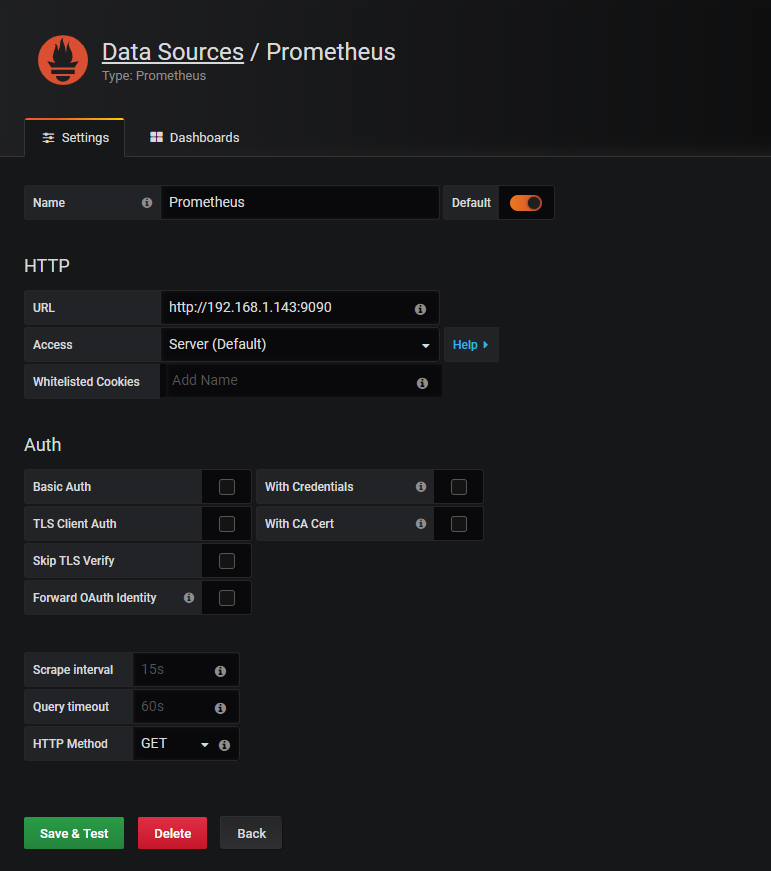 Data Sources / Prometheus
Type: Prometheus
Settings Dashboards
Name Prometheus Default
HTTP
URL http://192.168.1.143:9090
Access Server (Default) Help
Whitelisted Cookies Add Name
Auth
Basic Auth With Credentials
TLS Client Auth With CA Cert
Skip TLS Verify
Forward OAuth Identity
Scrape interval 15s
Query timeout 60s
HTTP Method GET
Save & Test Delete Back